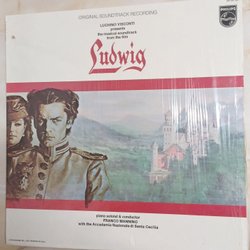 ORIGINAL SOUNDTRACK RECORDING
PHILIPS
LUCHINO VISCONTI
presents
the musical soundtrack
from the film
Ludwig
piano soloist & conductor
FRANCO MANNINO
with the Accademia Nazionale di Santa Cecilia